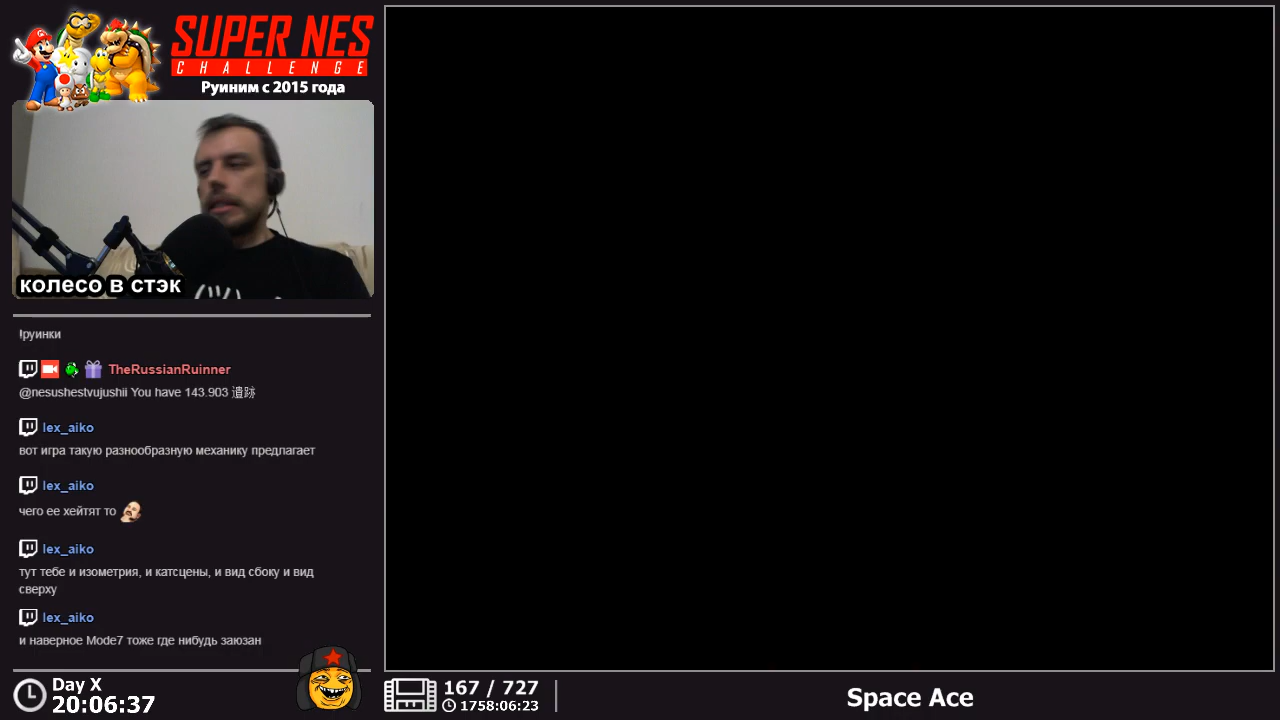 SUPER NES
CHALLENGE
Руиним с 2015 года
колесо в стэк
!руинки
TheRussianRuinner
@nesushestvujushii You have 143.903 遺跡
lex_aiko
вот игра такую разнообразную механику предлагает
lex_aiko
чего ее хейтят то
lex_aiko
тут тебе и изометрия, и катсцены, и вид сбоку и вид
сверху
lex_aiko
и наверное Mode7 тоже где нибудь заюзан
Day X
20:06:37
167 / 727
1758:06:23
Space Ace